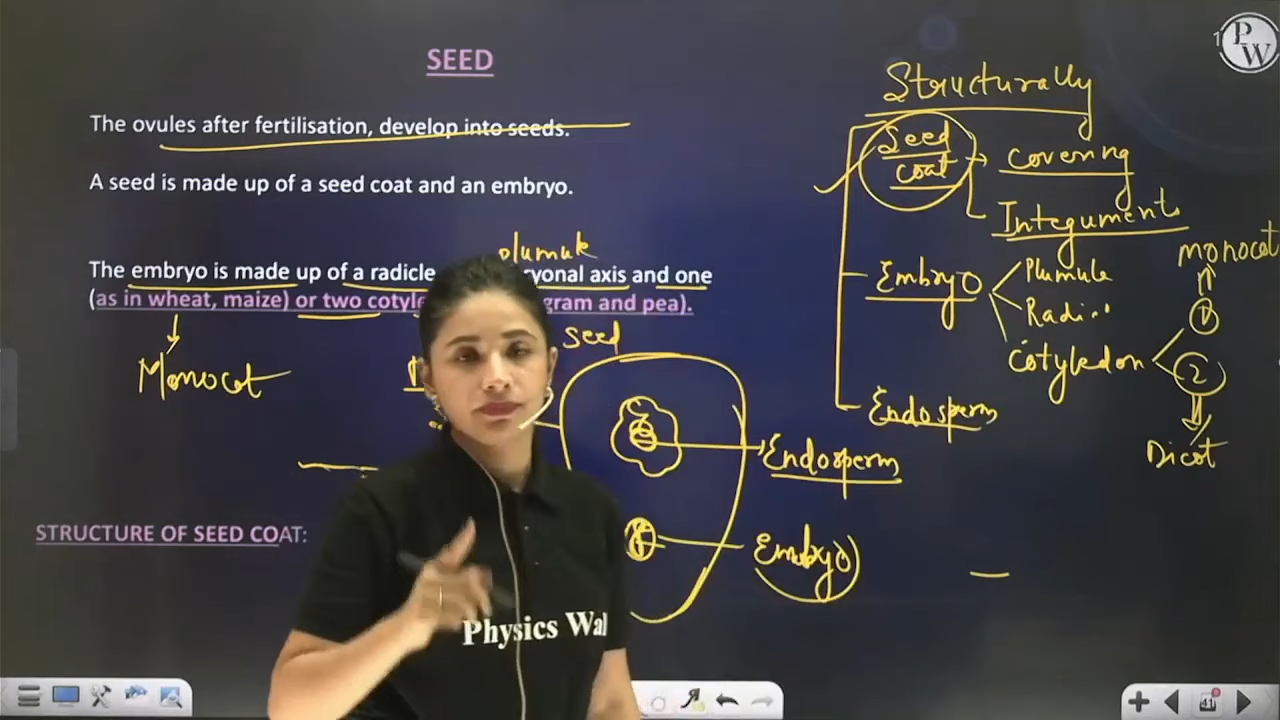 SEED
The ovules after fertilisation, develop into seeds.
A seed is made up of a seed coat and an embryo.
plumule
The embryo is made up of a radicle axis and one
(as in wheat, maize) or two gram and pea).
Monocot
Seed
Endosperm
Embryo
STRUCTURE OF SEED COAT:
Structurally
Seed coat
covering
Integument
Embryo
Plumule
Radi..
Cotyledon
1
monocot
2
Dicot
Endosperm
PW
Physics Wal
41